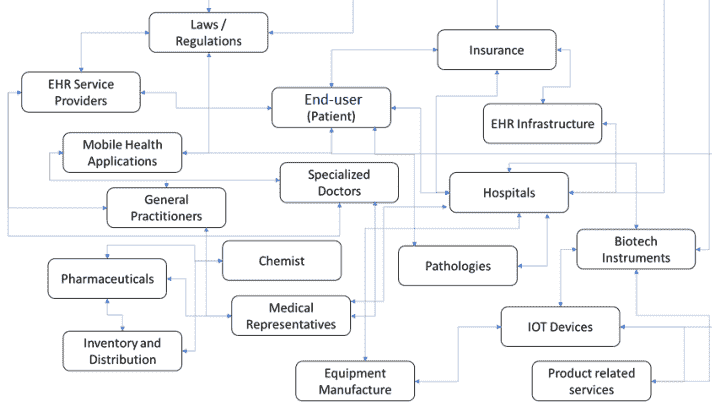 Laws /
Regulations
Insurance
EHR Service
Providers
End-user
(Patient)
EHR Infrastructure
Mobile Health
Applications
Specialized
Doctors
General
Practitioners
Hospitals
Chemist
Pathologies
Biotech
Instruments
Pharmaceuticals
Medical
Representatives
IOT Devices
Inventory and
Distribution
Equipment
Manufacture
Product related
services